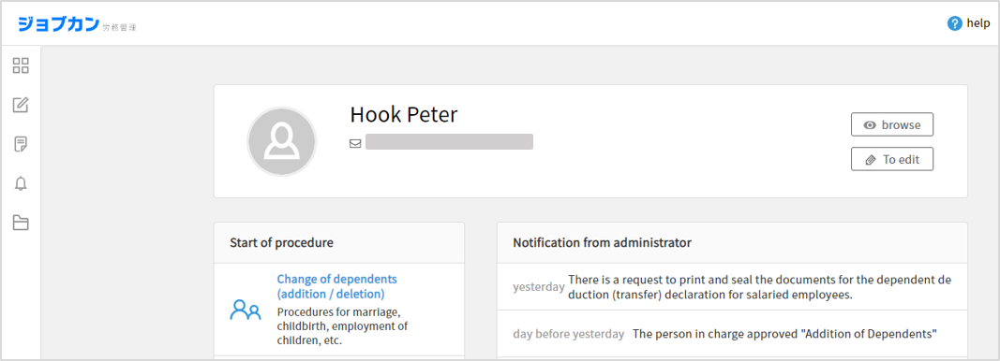 ジョブカン 労務管理
help
Hook Peter
browse
To edit
Start of procedure
Change of dependents
(addition / deletion)
Procedures for marriage,
childbirth, employment of
children, etc.
Notification from administrator
yesterday There is a request to print and seal the documents for the dependent de
duction (transfer) declaration for salaried employees.
day before yesterday The person in charge approved "Addition of Dependents"